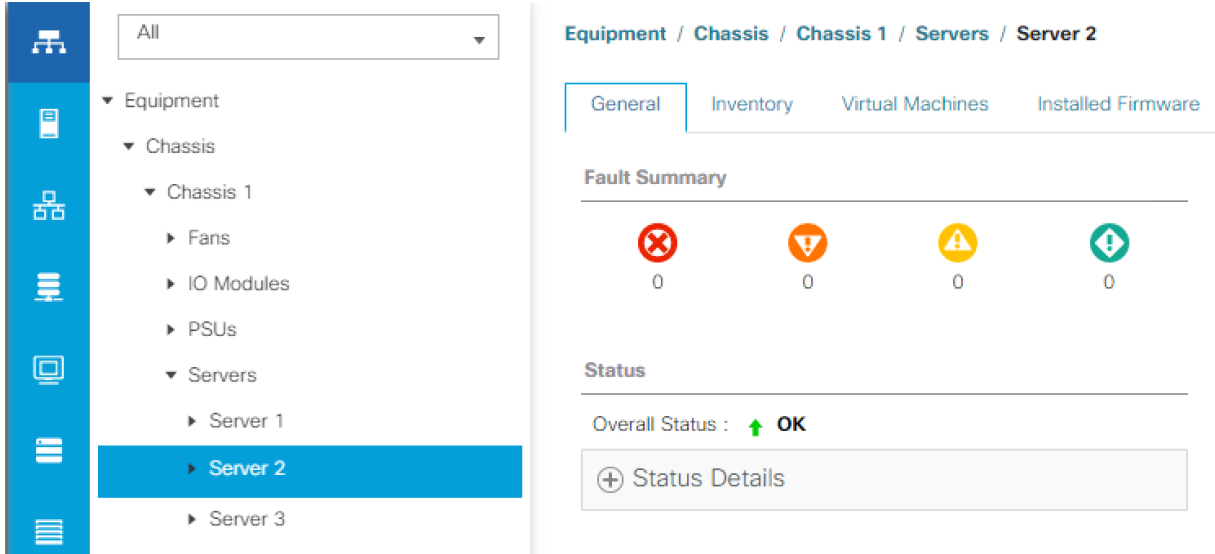 All
Equipment
Chassis
Chassis 1
Fans
IO Modules
PSUs
Servers
Server 1
Server 2
Server 3
Equipment / Chassis / Chassis 1 / Servers / Server 2
General Inventory Virtual Machines Installed Firmware
Fault Summary
0 0 0 0
Status
Overall Status : OK
Status Details